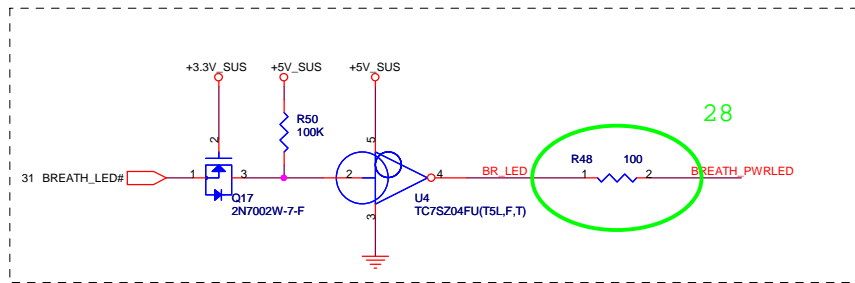 +3.3V_SUS
+5V_SUS
+5V_SUS
28
R50
100K
2
5
31 BREATH_LED#
1
3
2
4
BR_LED
R48
100
1
2
BREATH_PWRLED
Q17
2N7002W-7-F
U4
TC7SZ04FU(T5L,F,T)
3